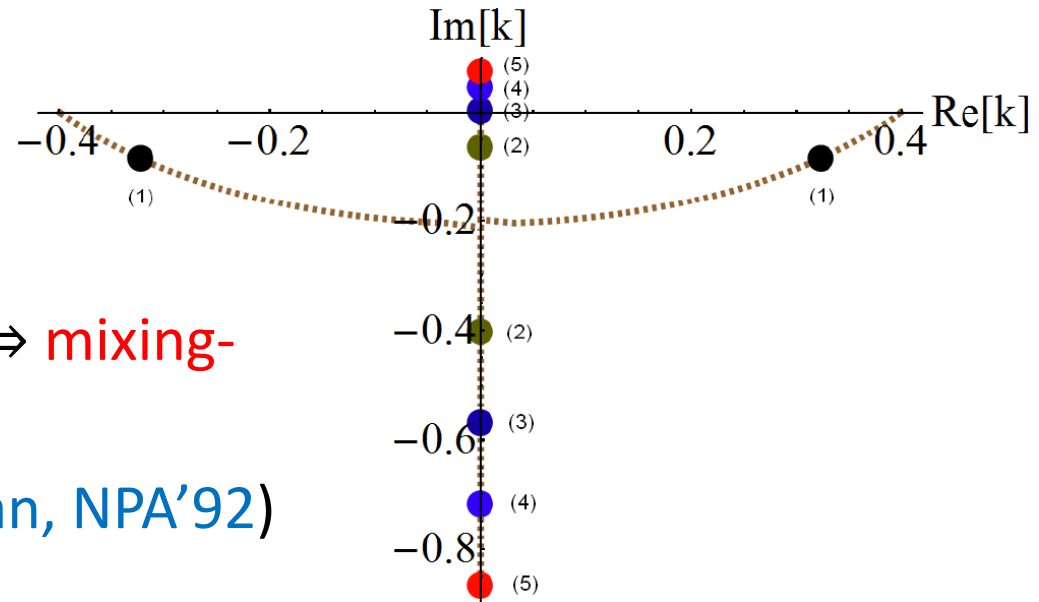 Im[k]
(5)
(4)
(3)
−0.4 −0.2 0.2 0.4 Re[k]
(2)
(1) (1)
−0.2
⇒ mixing-
−0.4 (2)
(3)
−0.6
nn, NPA’92) (4)
−0.8
(5)